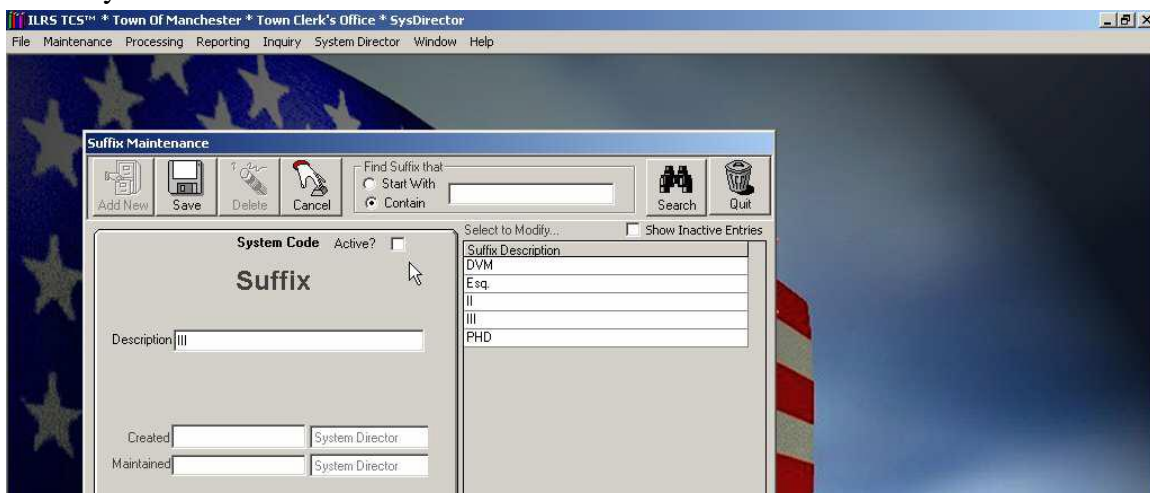 ILRS TCS™ * Town Of Manchester * Town Clerk's Office * SysDirector
File Maintenance Processing Reporting Inquiry System Director Window Help
Suffix Maintenance
Add New Save Delete Cancel
Find Suffix that
Start With
Contain
Search Quit
System Code Active?
Suffix
Description III
Created System Director
Maintained System Director
Select to Modify... Show Inactive Entries
Suffix Description
DVM
Esq.
II
III
PHD